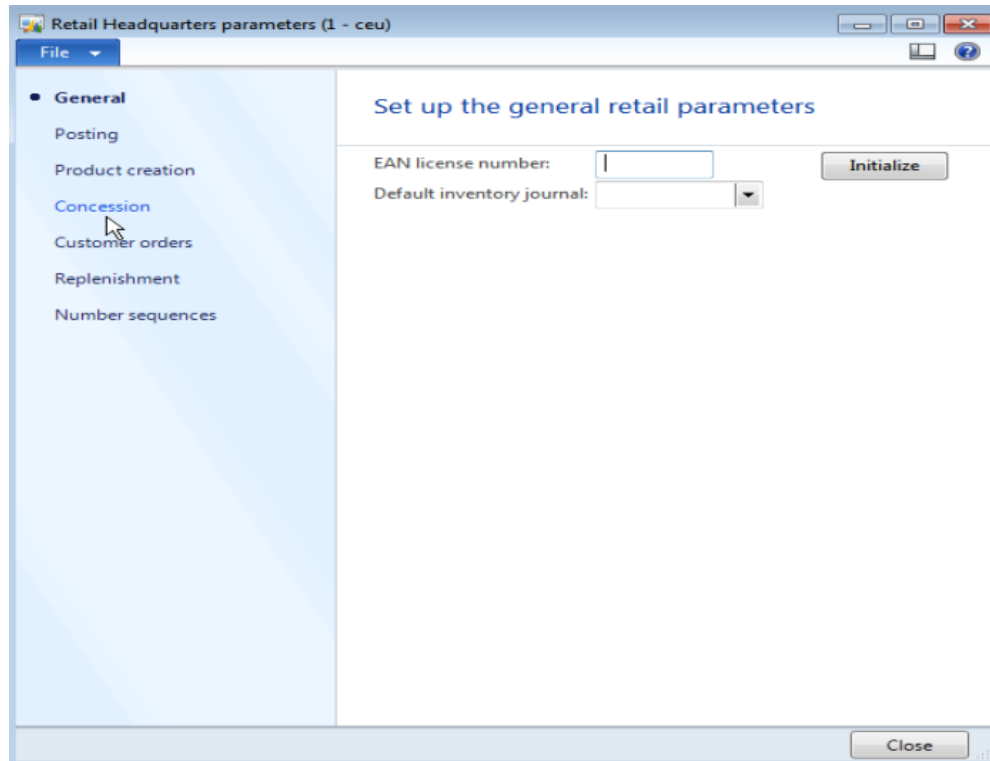 Retail Headquarters parameters (1 - ceu)
File
General
Posting
Product creation
Concession
Customer orders
Replenishment
Number sequences
Set up the general retail parameters
EAN license number:
Initialize
Default inventory journal:
Close